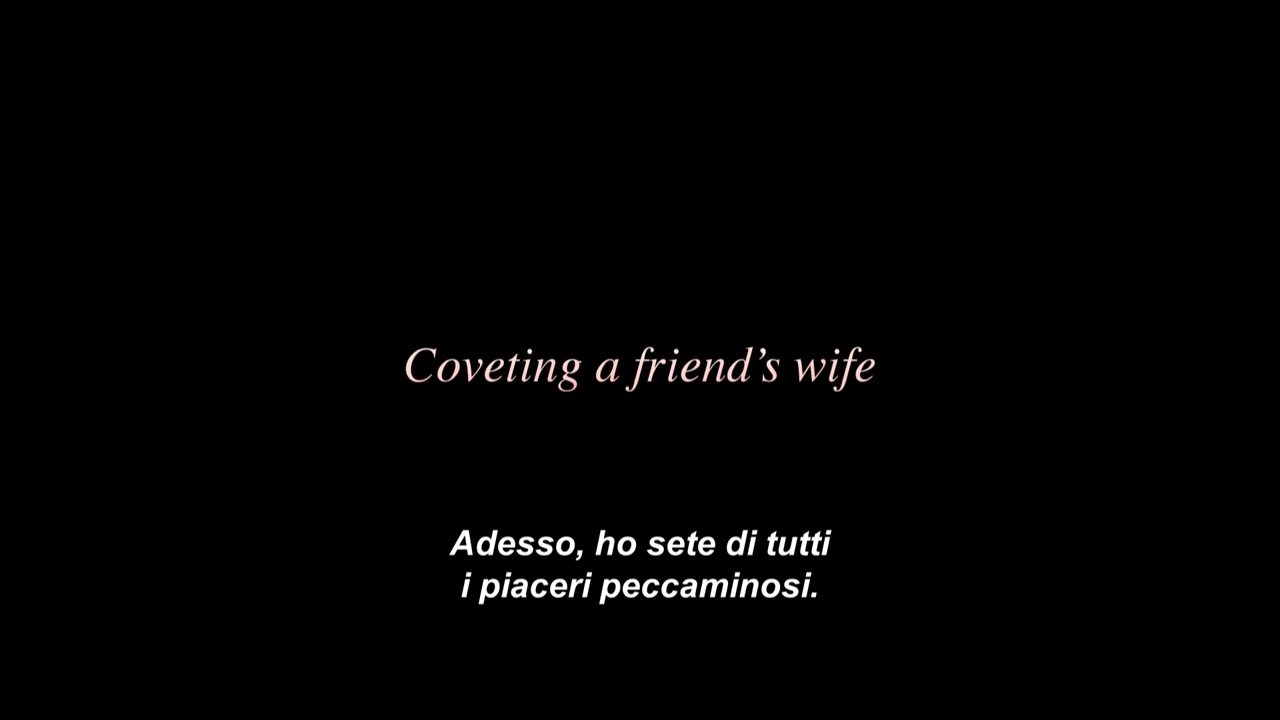 Coveting a friend’s wife
Adesso, ho sete di tutti
i piaceri peccaminosi.